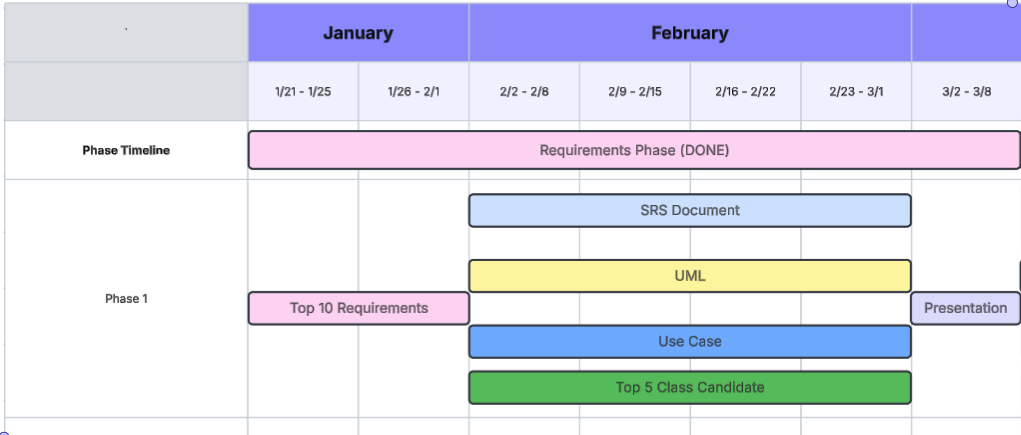 January February
1/21 - 1/25 1/26 - 2/1 2/2 - 2/8 2/9 - 2/15 2/16 - 2/22 2/23 - 3/1 3/2 - 3/8
Phase Timeline Requirements Phase (DONE)
SRS Document
UML
Phase 1 Top 10 Requirements Presentation
Use Case
Top 5 Class Candidate